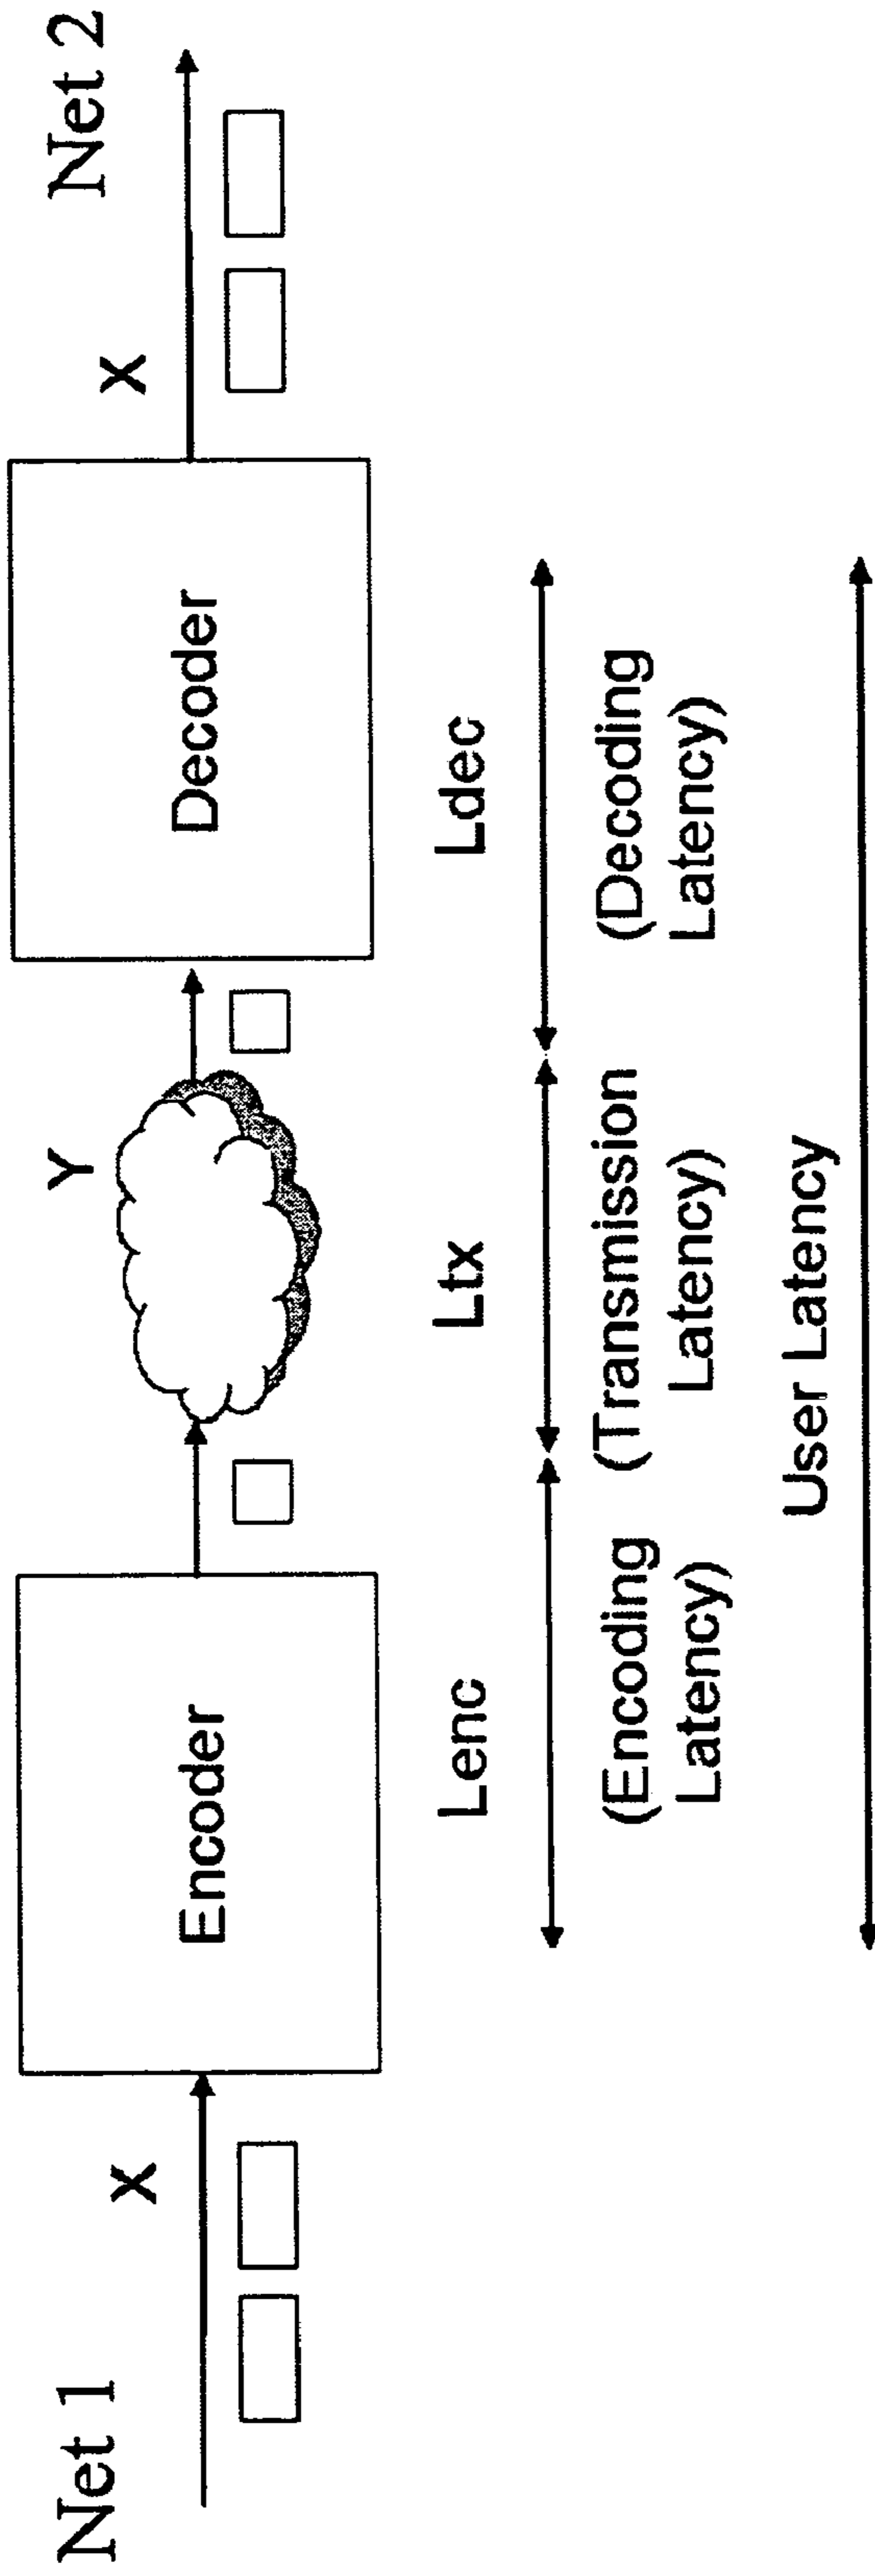 Net 1
X
Encoder
Y
Decoder
X
Net 2
Lenc
Ltx
Ldec
(Encoding
Latency)
(Transmission
Latency)
(Decoding
Latency)
User Latency